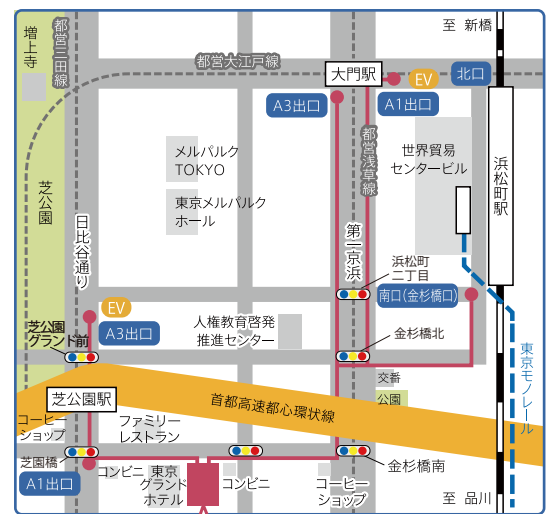 至 新橋
増上寺
都営三田線
都営大江戸線
大門駅
EV
北口
A3出口
A1出口
メルパルク
TOKYO
都営浅草線
世界貿易
センタービル
浜松町駅
東京メルパルク
ホール
芝公園
日比谷通り
第一京浜
浜松町
二丁目
南口(金杉橋口)
EV
A3出口
芝公園
グランド前
人権教育啓発
推進センター
金杉橋北
東京モノレール
交番
公園
芝公園駅
首都高速都心環状線
コーヒー
ショップ
ファミリー
レストラン
芝園橋
A1出口
コンビニ
東京
グランド
ホテル
コンビニ
コーヒー
ショップ
金杉橋南
至 品川